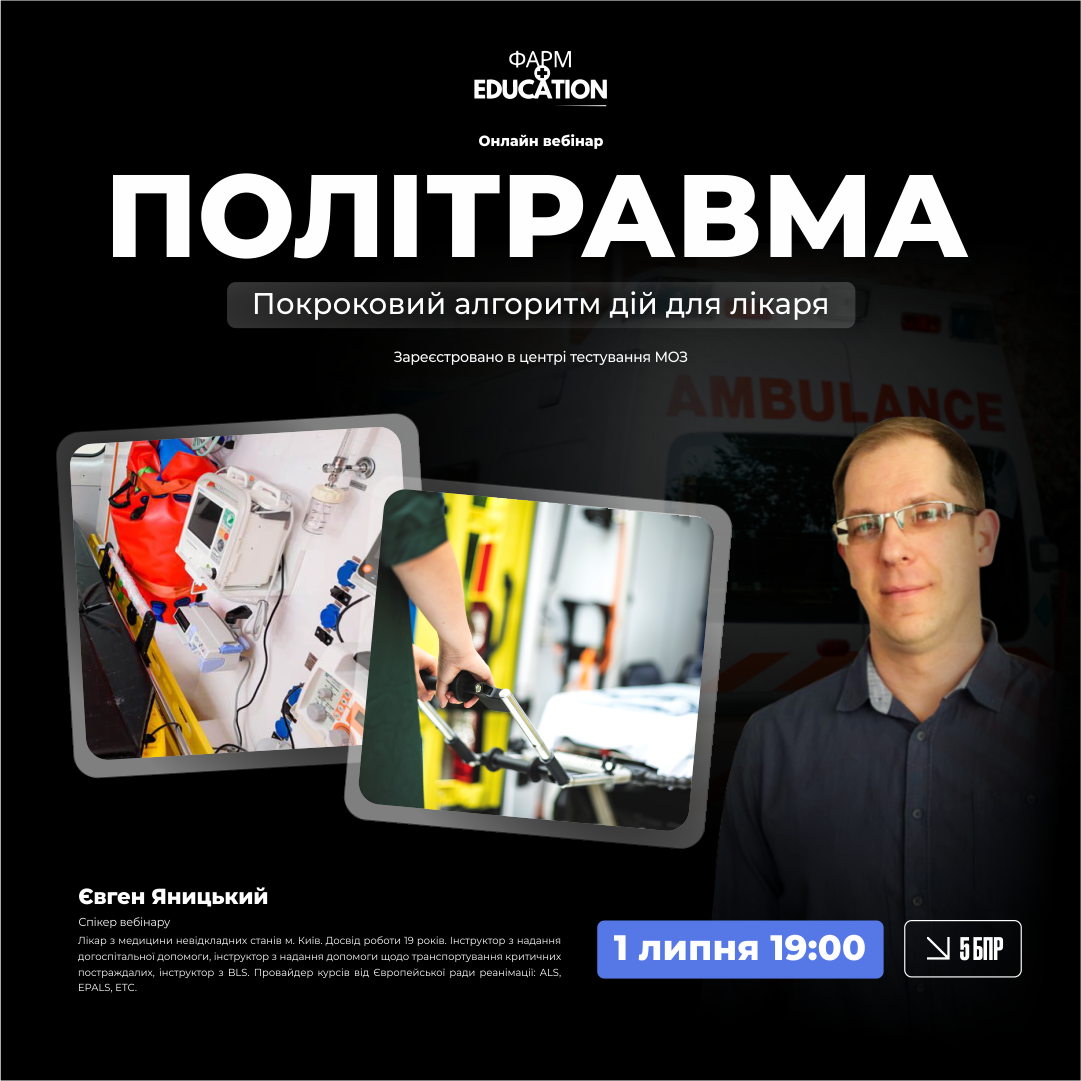 ФАРМ
EDUCATION
Онлайн вебінар
ПОЛІТРАВМА
Покроковий алгоритм дій для лікаря
Зареєстровано в центрі тестування МОЗ
AMBULANCE
Євген Яницький
Спікер вебінару
Лікар з медицини невідкладних станів м. Київ. Досвід роботи 19 років. Інструктор з надання
догоспітальної допомоги, інструктор з надання допомоги щодо транспортування критичних
постраждалих, інструктор з BLS. Провайдер курсів від Європейської ради реанімації: ALS,
EPALS, ETC.
1 липня 19:00
5 БПР